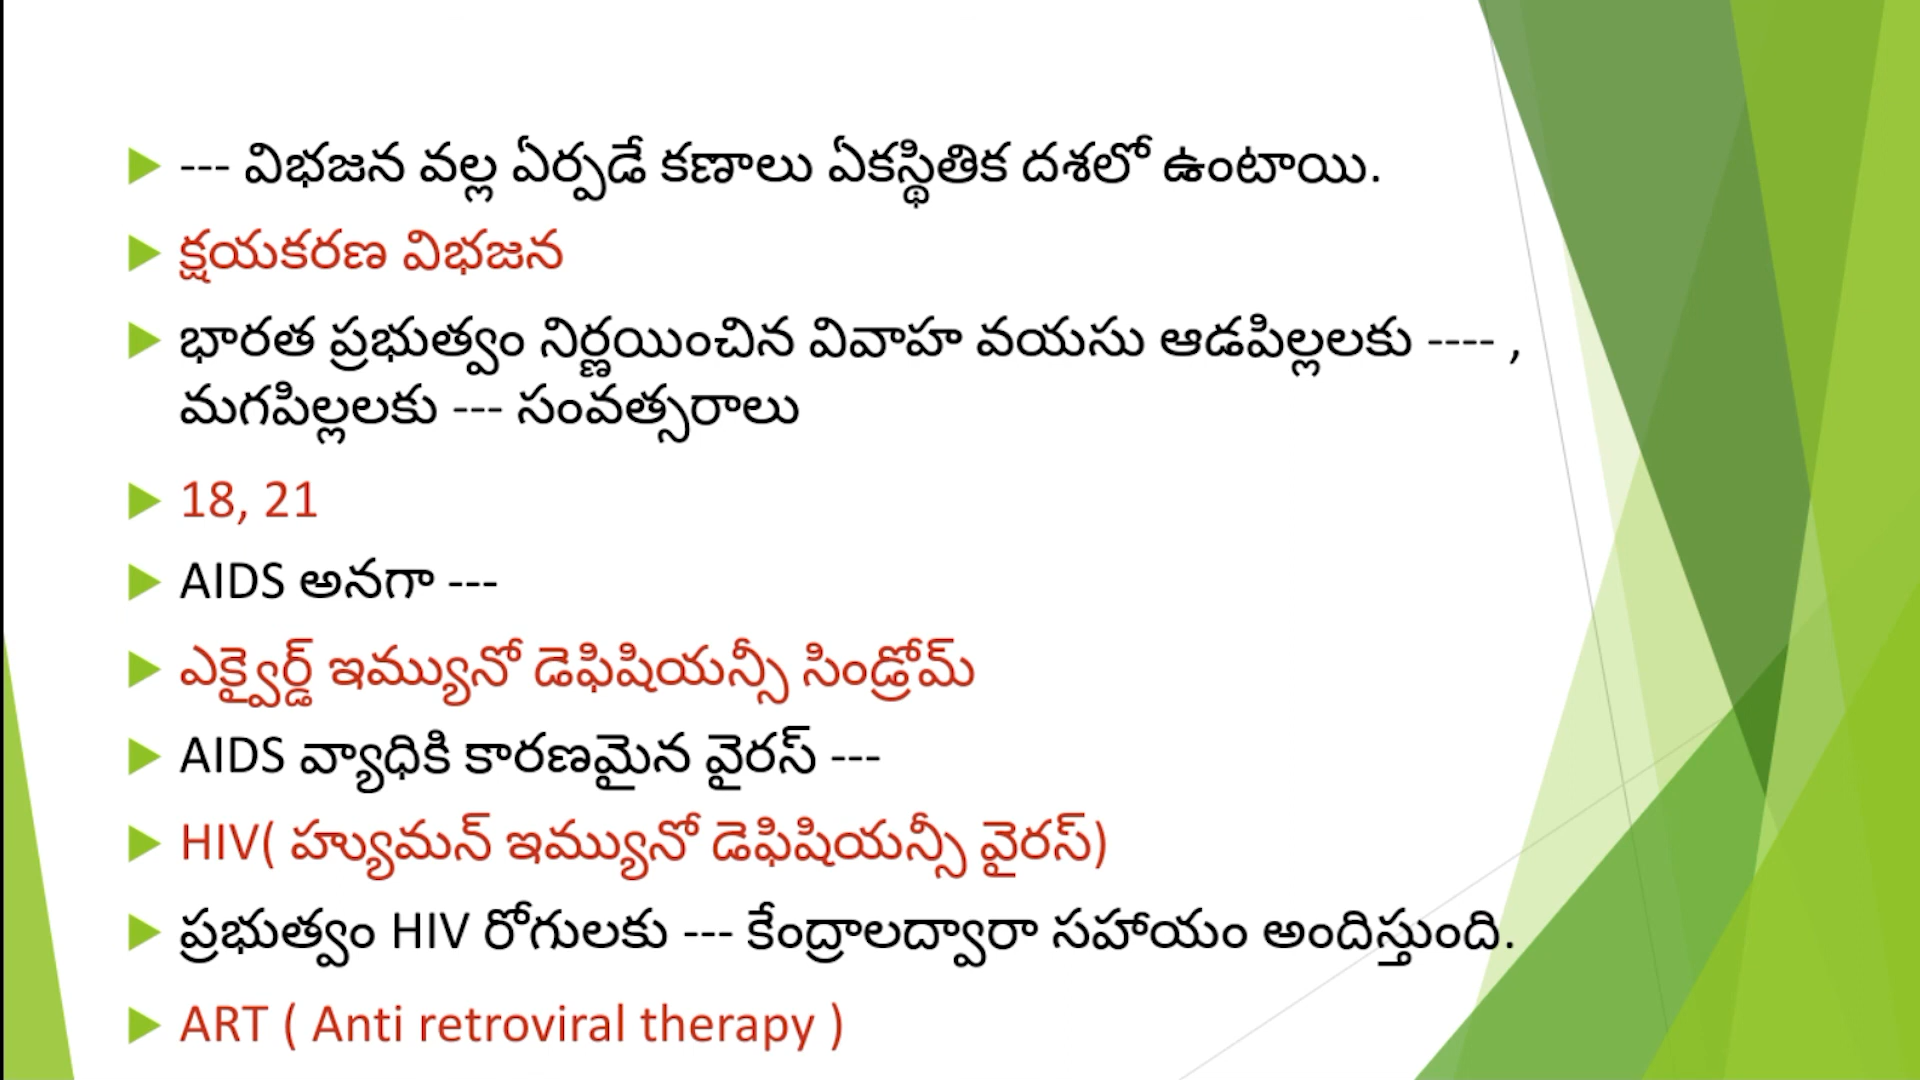 --- విభజన వల్ల ఏర్పడే కణాలు ఏకస్థితిక దశలో ఉంటాయి.
క్షయకరణ విభజన
భారత ప్రభుత్వం నిర్ణయించిన వివాహ వయసు ఆడపిల్లలకు ---- ,
మగపిల్లలకు --- సంవత్సరాలు
18, 21
AIDS అనగా ---
ఎక్వైర్డ్ ఇమ్యునో డెఫిషియన్సీ సిండ్రోమ్
AIDS వ్యాధికి కారణమైన వైరస్ ---
HIV( హ్యుమన్ ఇమ్యునో డెఫిషియన్సీ వైరస్)
ప్రభుత్వం HIV రోగులకు --- కేంద్రాలద్వారా సహాయం అందిస్తుంది.
ART ( Anti retroviral therapy )